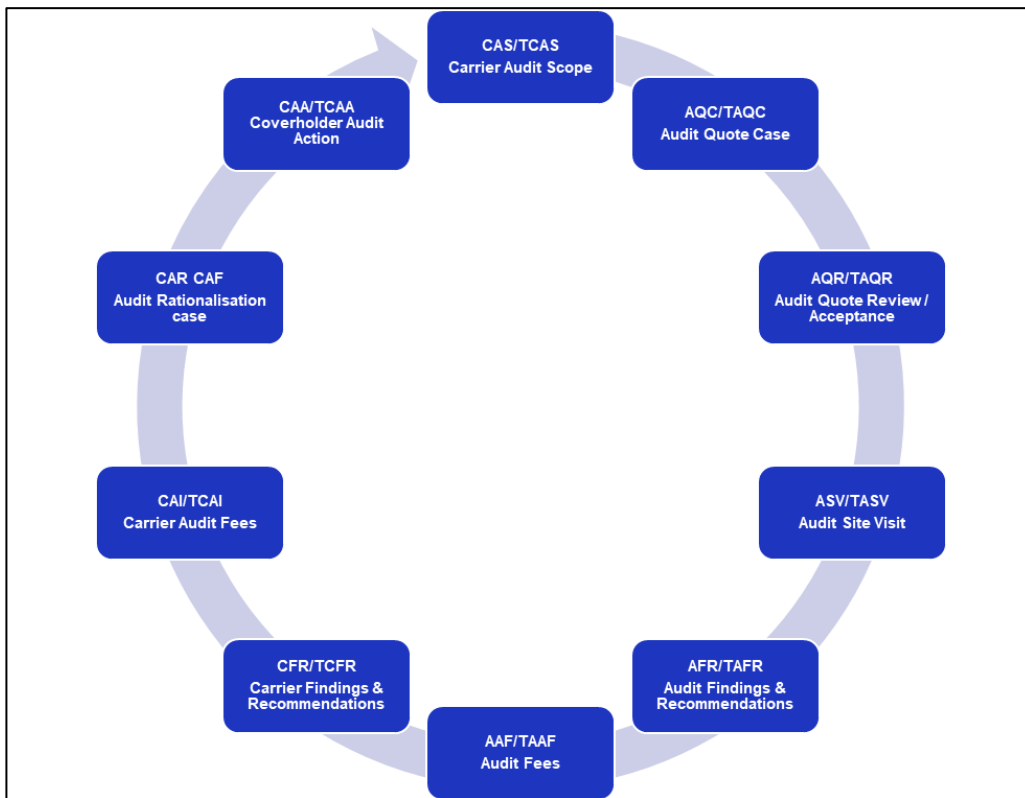 CAS/TCAS
Carrier Audit Scope
AQC/TAQC
Audit Quote Case
AQR/TAQR
Audit Quote Review /
Acceptance
ASV/TASV
Audit Site Visit
AFR/TAFR
Audit Findings &
Recommendations
AAF/TAAF
Audit Fees
CFR/TCFR
Carrier Findings &
Recommendations
CAI/TCAI
Carrier Audit Fees
CAR CAF
Audit Rationalisation
case
CAA/TCAA
Coverholder Audit
Action